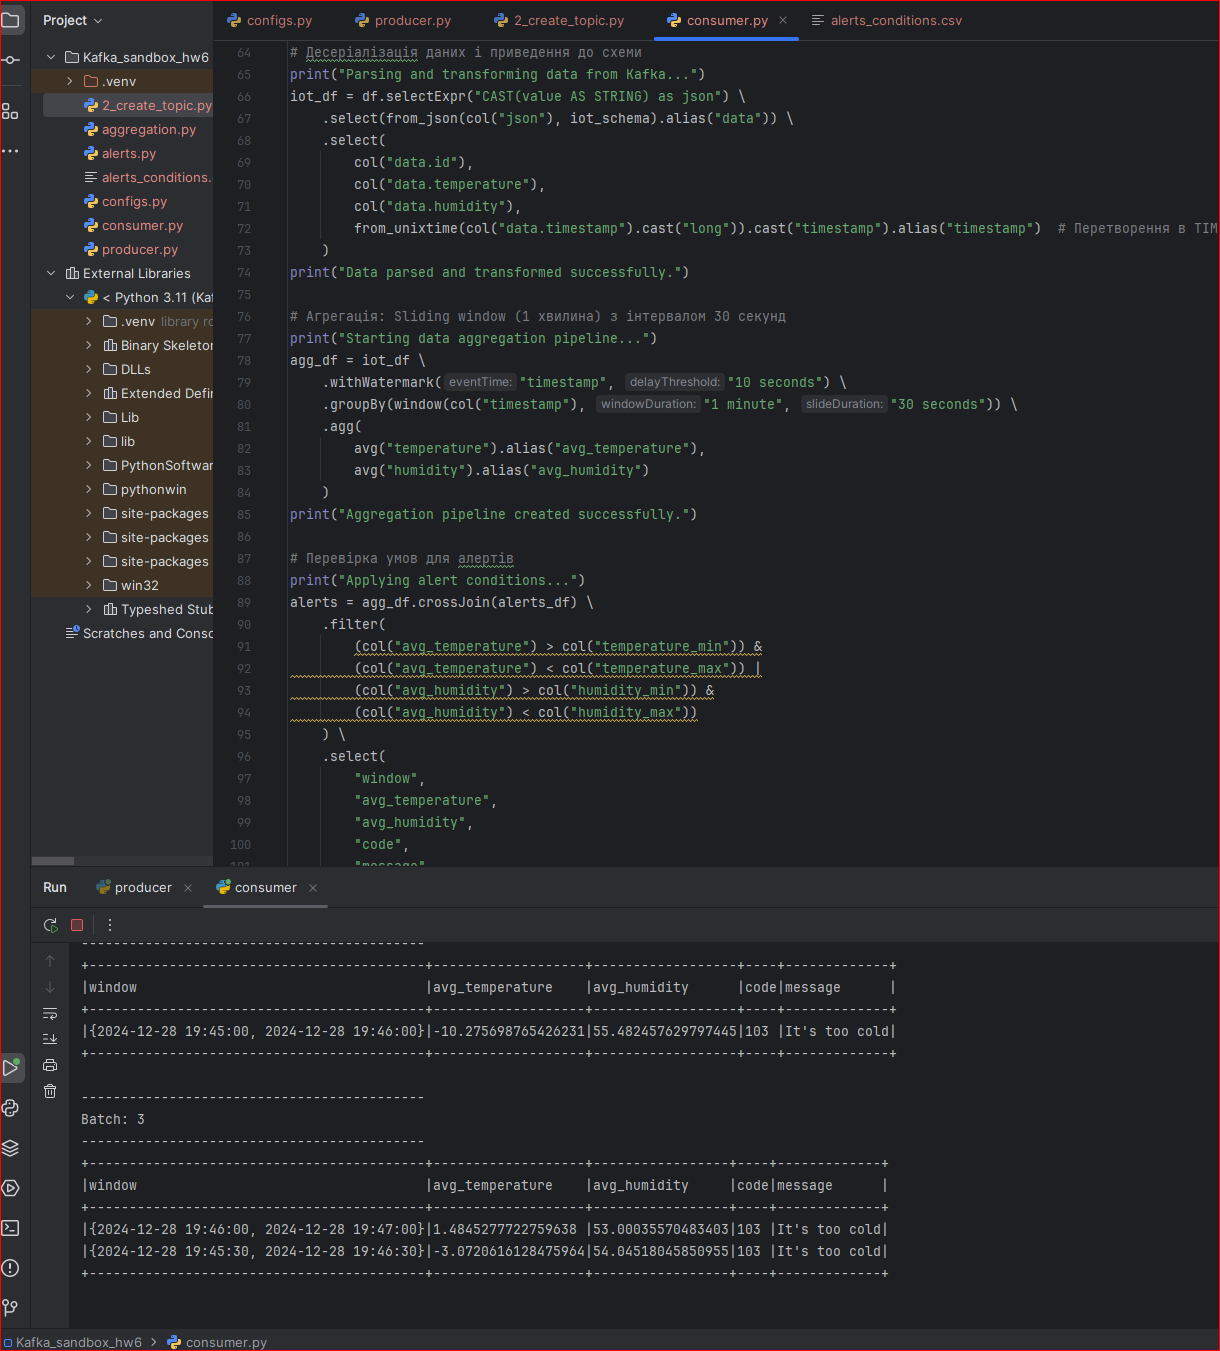 Project
configs.py
producer.py
2_create_topic.py
consumer.py
alerts_conditions.csv
Kafka_sandbox_hw6
.venv
2_create_topic.py
aggregation.py
alerts.py
alerts_conditions.
configs.py
consumer.py
producer.py
External Libraries
< Python 3.11 (Kaf
.venv library ro
Binary Skeletor
DLLs
Extended Defin
Lib
lib
PythonSoftwar
pythonwin
site-packages
site-packages
site-packages
win32
Typeshed Stub
Scratches and Consc
64 # Десеріалізація даних і приведення до схеми
65 print("Parsing and transforming data from Kafka...")
66 iot_df = df.selectExpr("CAST(value AS STRING) as json") \
67 .select(from_json(col("json"), iot_schema).alias("data")) \
68 .select(
69 col("data.id"),
70 col("data.temperature"),
71 col("data.humidity"),
72 from_unixtime(col("data.timestamp").cast("long")).cast("timestamp").alias("timestamp") # Перетворення в TIM
73 )
74 print("Data parsed and transformed successfully.")
75
76 # Агрегація: Sliding window (1 хвилина) з інтервалом 30 секунд
77 print("Starting data aggregation pipeline...")
78 agg_df = iot_df \
79 .withWatermark( eventTime: "timestamp", delayThreshold: "10 seconds") \
80 .groupBy(window(col("timestamp"), windowDuration: "1 minute", slideDuration: "30 seconds")) \
81 .agg(
82 avg("temperature").alias("avg_temperature"),
83 avg("humidity").alias("avg_humidity")
84 )
85 print("Aggregation pipeline created successfully.")
86
87 # Перевірка умов для алертів
88 print("Applying alert conditions...")
89 alerts = agg_df.crossJoin(alerts_df) \
90 .filter(
91 (col("avg_temperature") > col("temperature_min")) &
92 (col("avg_temperature") < col("temperature_max")) |
93 (col("avg_humidity") > col("humidity_min")) &
94 (col("avg_humidity") < col("humidity_max"))
95 ) \
96 .select(
97 "window",
98 "avg_temperature",
99 "avg_humidity",
100 "code",
101 "message"
Run
producer
consumer
-------------------------------------------
+------------------------------------------+-------------------+------------------+----+-------------+
|window |avg_temperature |avg_humidity |code|message |
+------------------------------------------+-------------------+------------------+----+-------------+
|{2024-12-28 19:45:00, 2024-12-28 19:46:00}|-10.275698765426231|55.482457629797445|103 |It's too cold|
+------------------------------------------+-------------------+------------------+----+-------------+
-------------------------------------------
Batch: 3
-------------------------------------------
+------------------------------------------+-------------------+-----------------+----+-------------+
|window |avg_temperature |avg_humidity |code|message |
+------------------------------------------+-------------------+-----------------+----+-------------+
|{2024-12-28 19:46:00, 2024-12-28 19:47:00}|1.4845277722759638 |53.00035570483403|103 |It's too cold|
|{2024-12-28 19:45:30, 2024-12-28 19:46:30}|-3.0720616128475964|54.04518045850955|103 |It's too cold|
+------------------------------------------+-------------------+-----------------+----+-------------+
Kafka_sandbox_hw6 > consumer.py